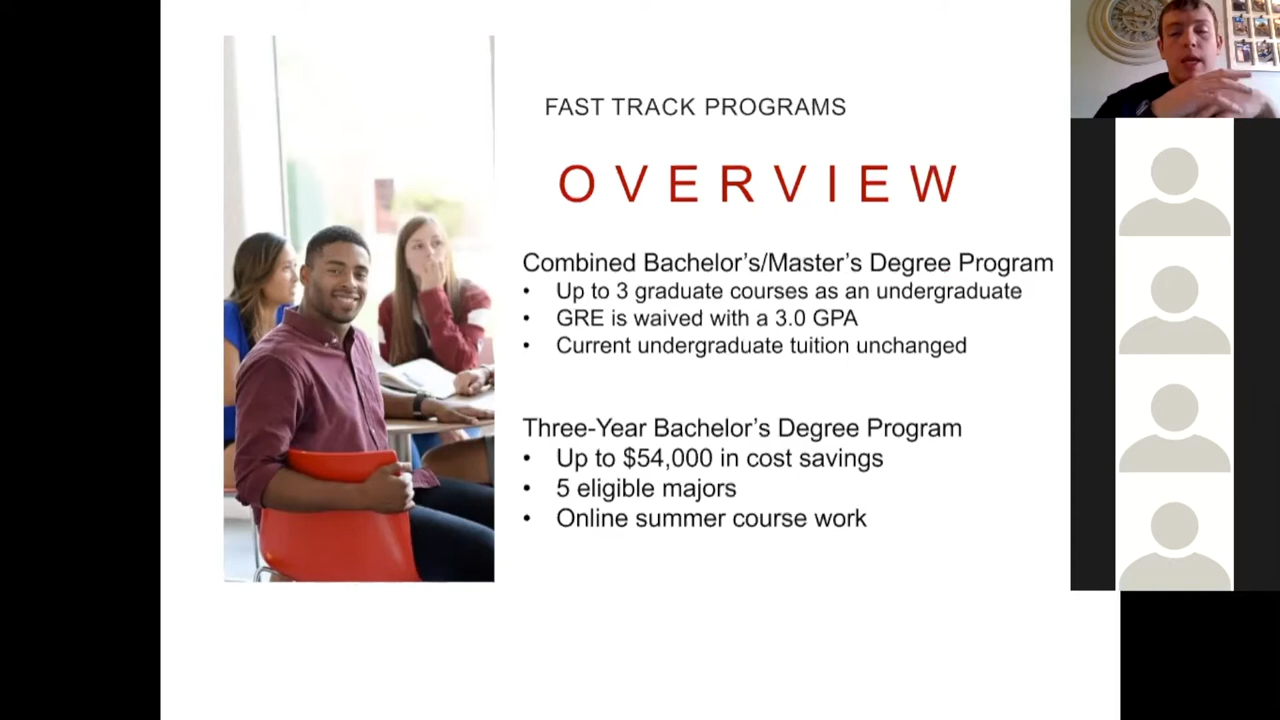 FAST TRACK PROGRAMS
OVERVIEW
Combined Bachelor’s/Master’s Degree Program
• Up to 3 graduate courses as an undergraduate
• GRE is waived with a 3.0 GPA
• Current undergraduate tuition unchanged
Three-Year Bachelor’s Degree Program
• Up to $54,000 in cost savings
• 5 eligible majors
• Online summer course work